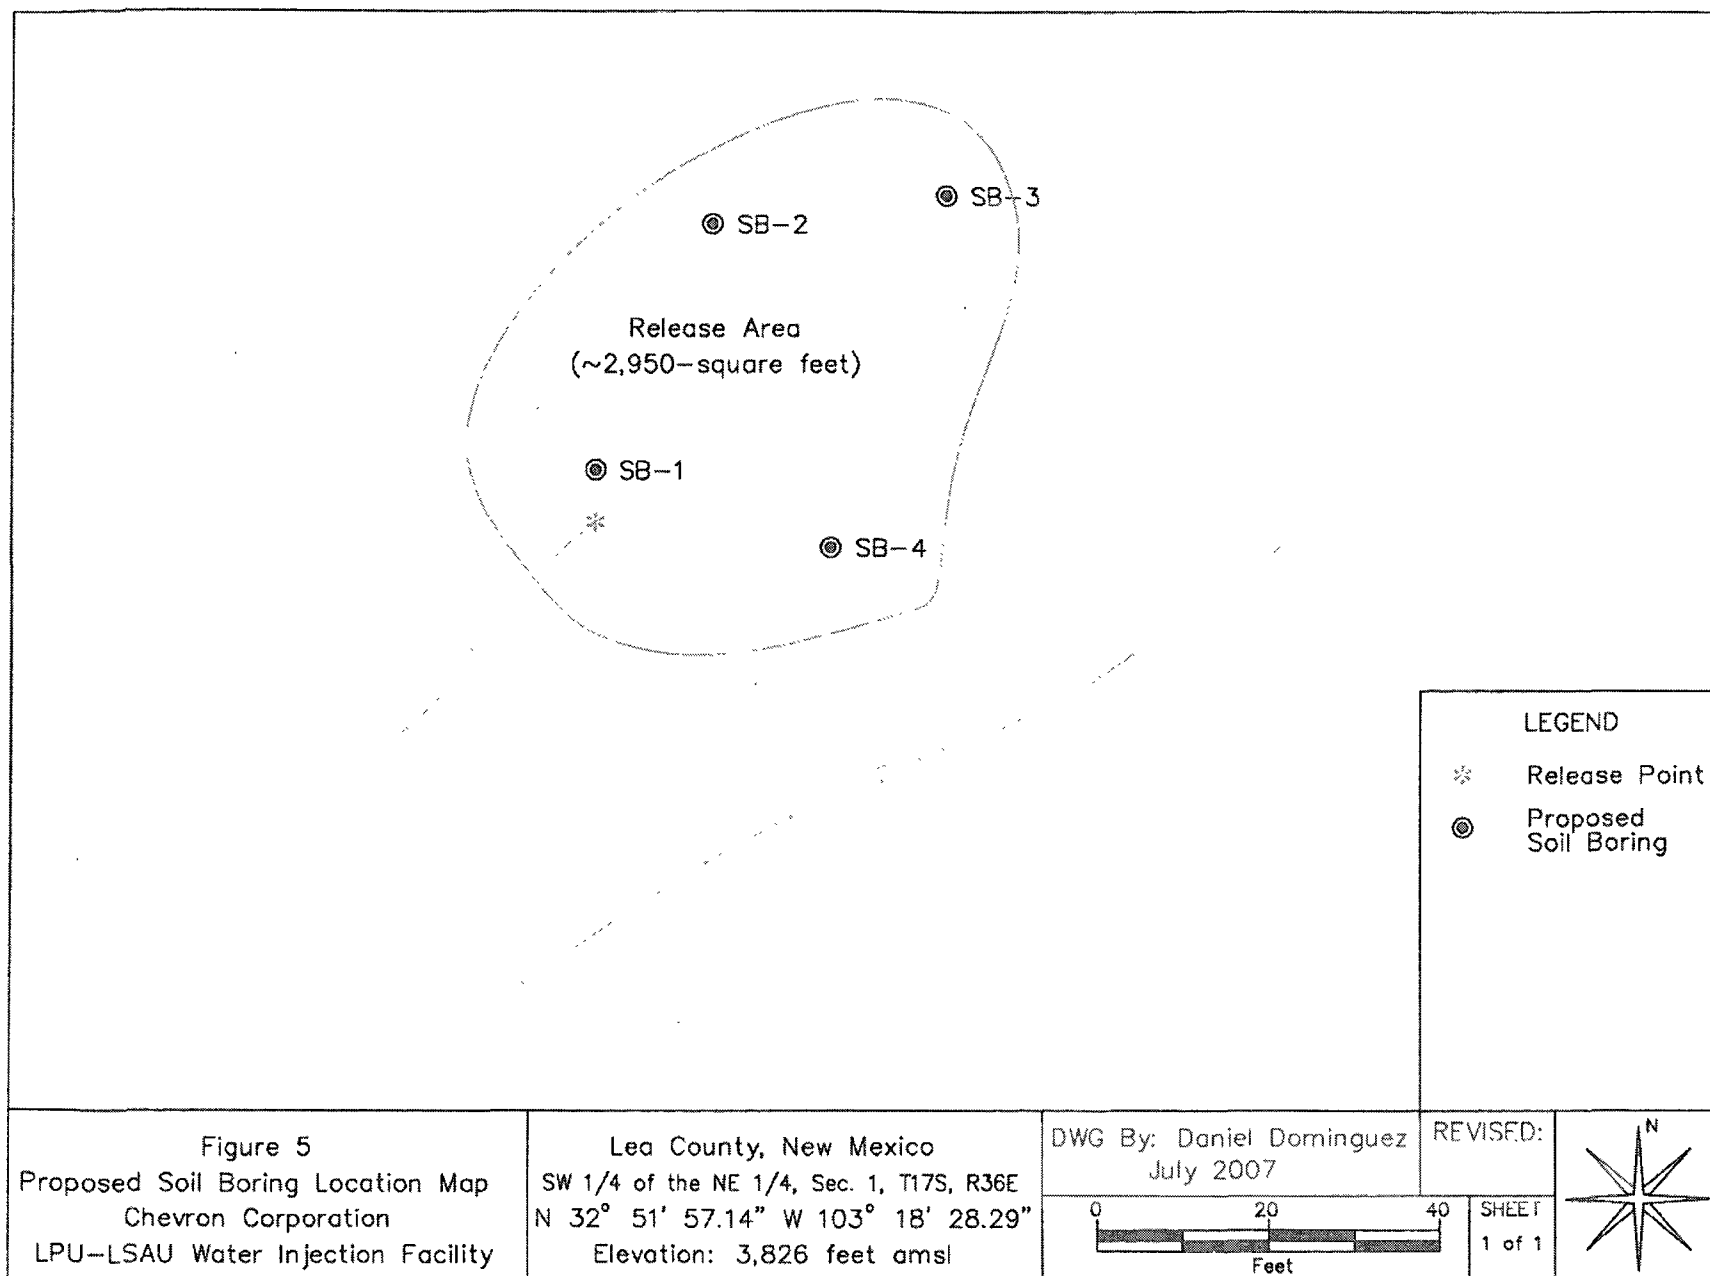 SB-3
SB-2
Release Area
(~2,950-square feet)
SB-1
SB-4
LEGEND
Release Point
Proposed
Soil Boring
Figure 5
Proposed Soil Boring Location Map
Chevron Corporation
LPU-LSAU Water Injection Facility
Lea County, New Mexico
SW 1/4 of the NE 1/4, Sec. 1, T17S, R36E
N 32° 51' 57.14" W 103° 18' 28.29"
Elevation: 3,826 feet amsl
DWG By: Daniel Dominguez
July 2007
REVISED:
0 20 40
Feet
SHEET
1 of 1
N